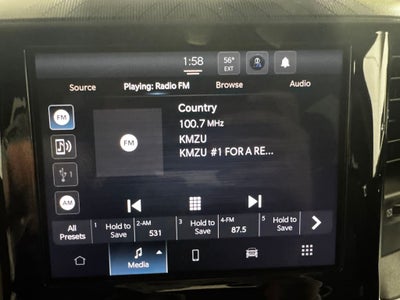 1:58
56°
EXT
Source
Playing: Radio FM
Browse
Audio
FM
FM
Country
100.7 MHz
KMZU
KMZU #1 FOR A RE...
1
AM
All
Presets
1 Hold to
Save
2-AM
531
3 Hold to
Save
4-FM
87.5
5 Hold to
Save
Media